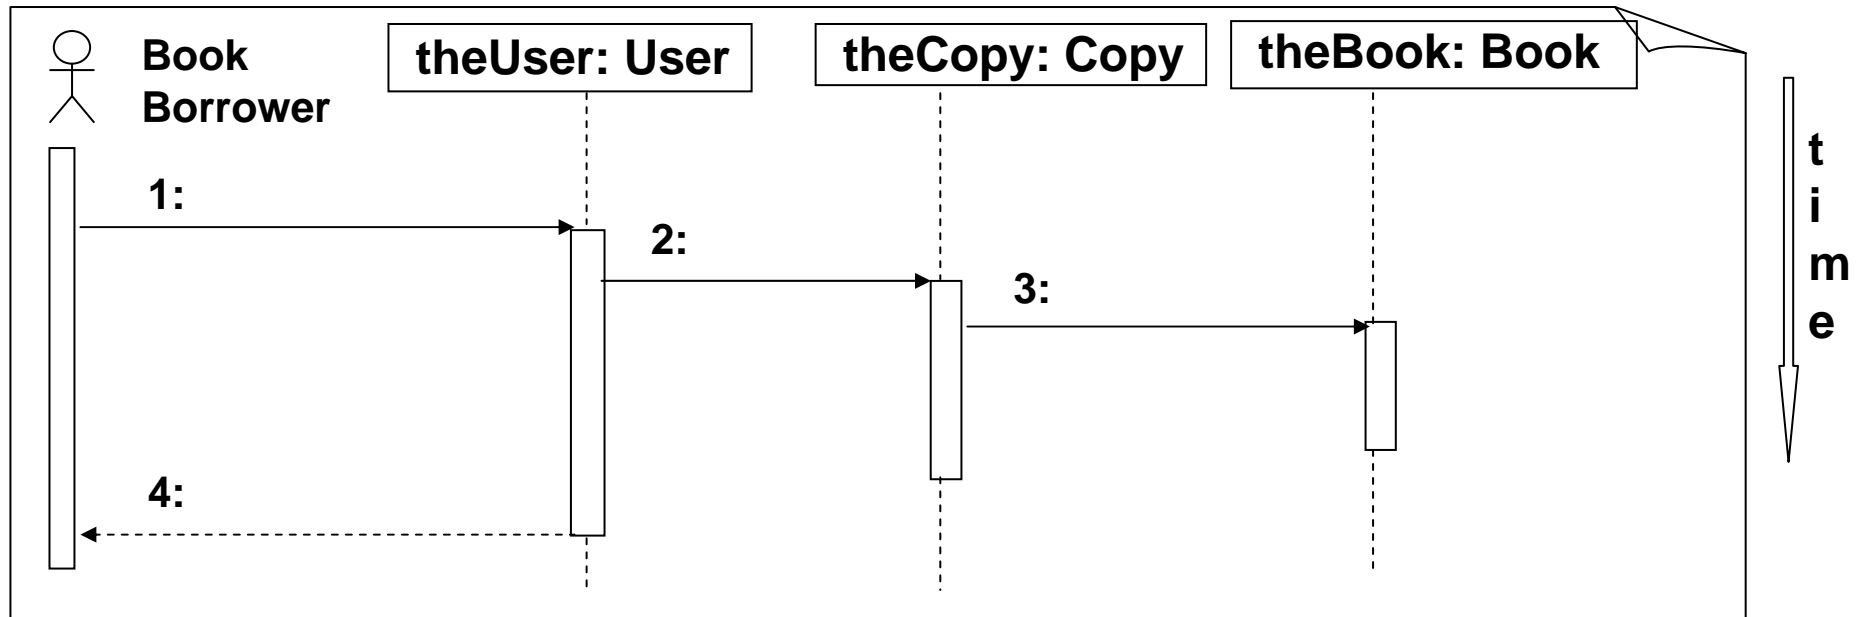 Book
Borrower
theUser: User
theCopy: Copy
theBook: Book
1:
2:
3:
4:
t
i
m
e